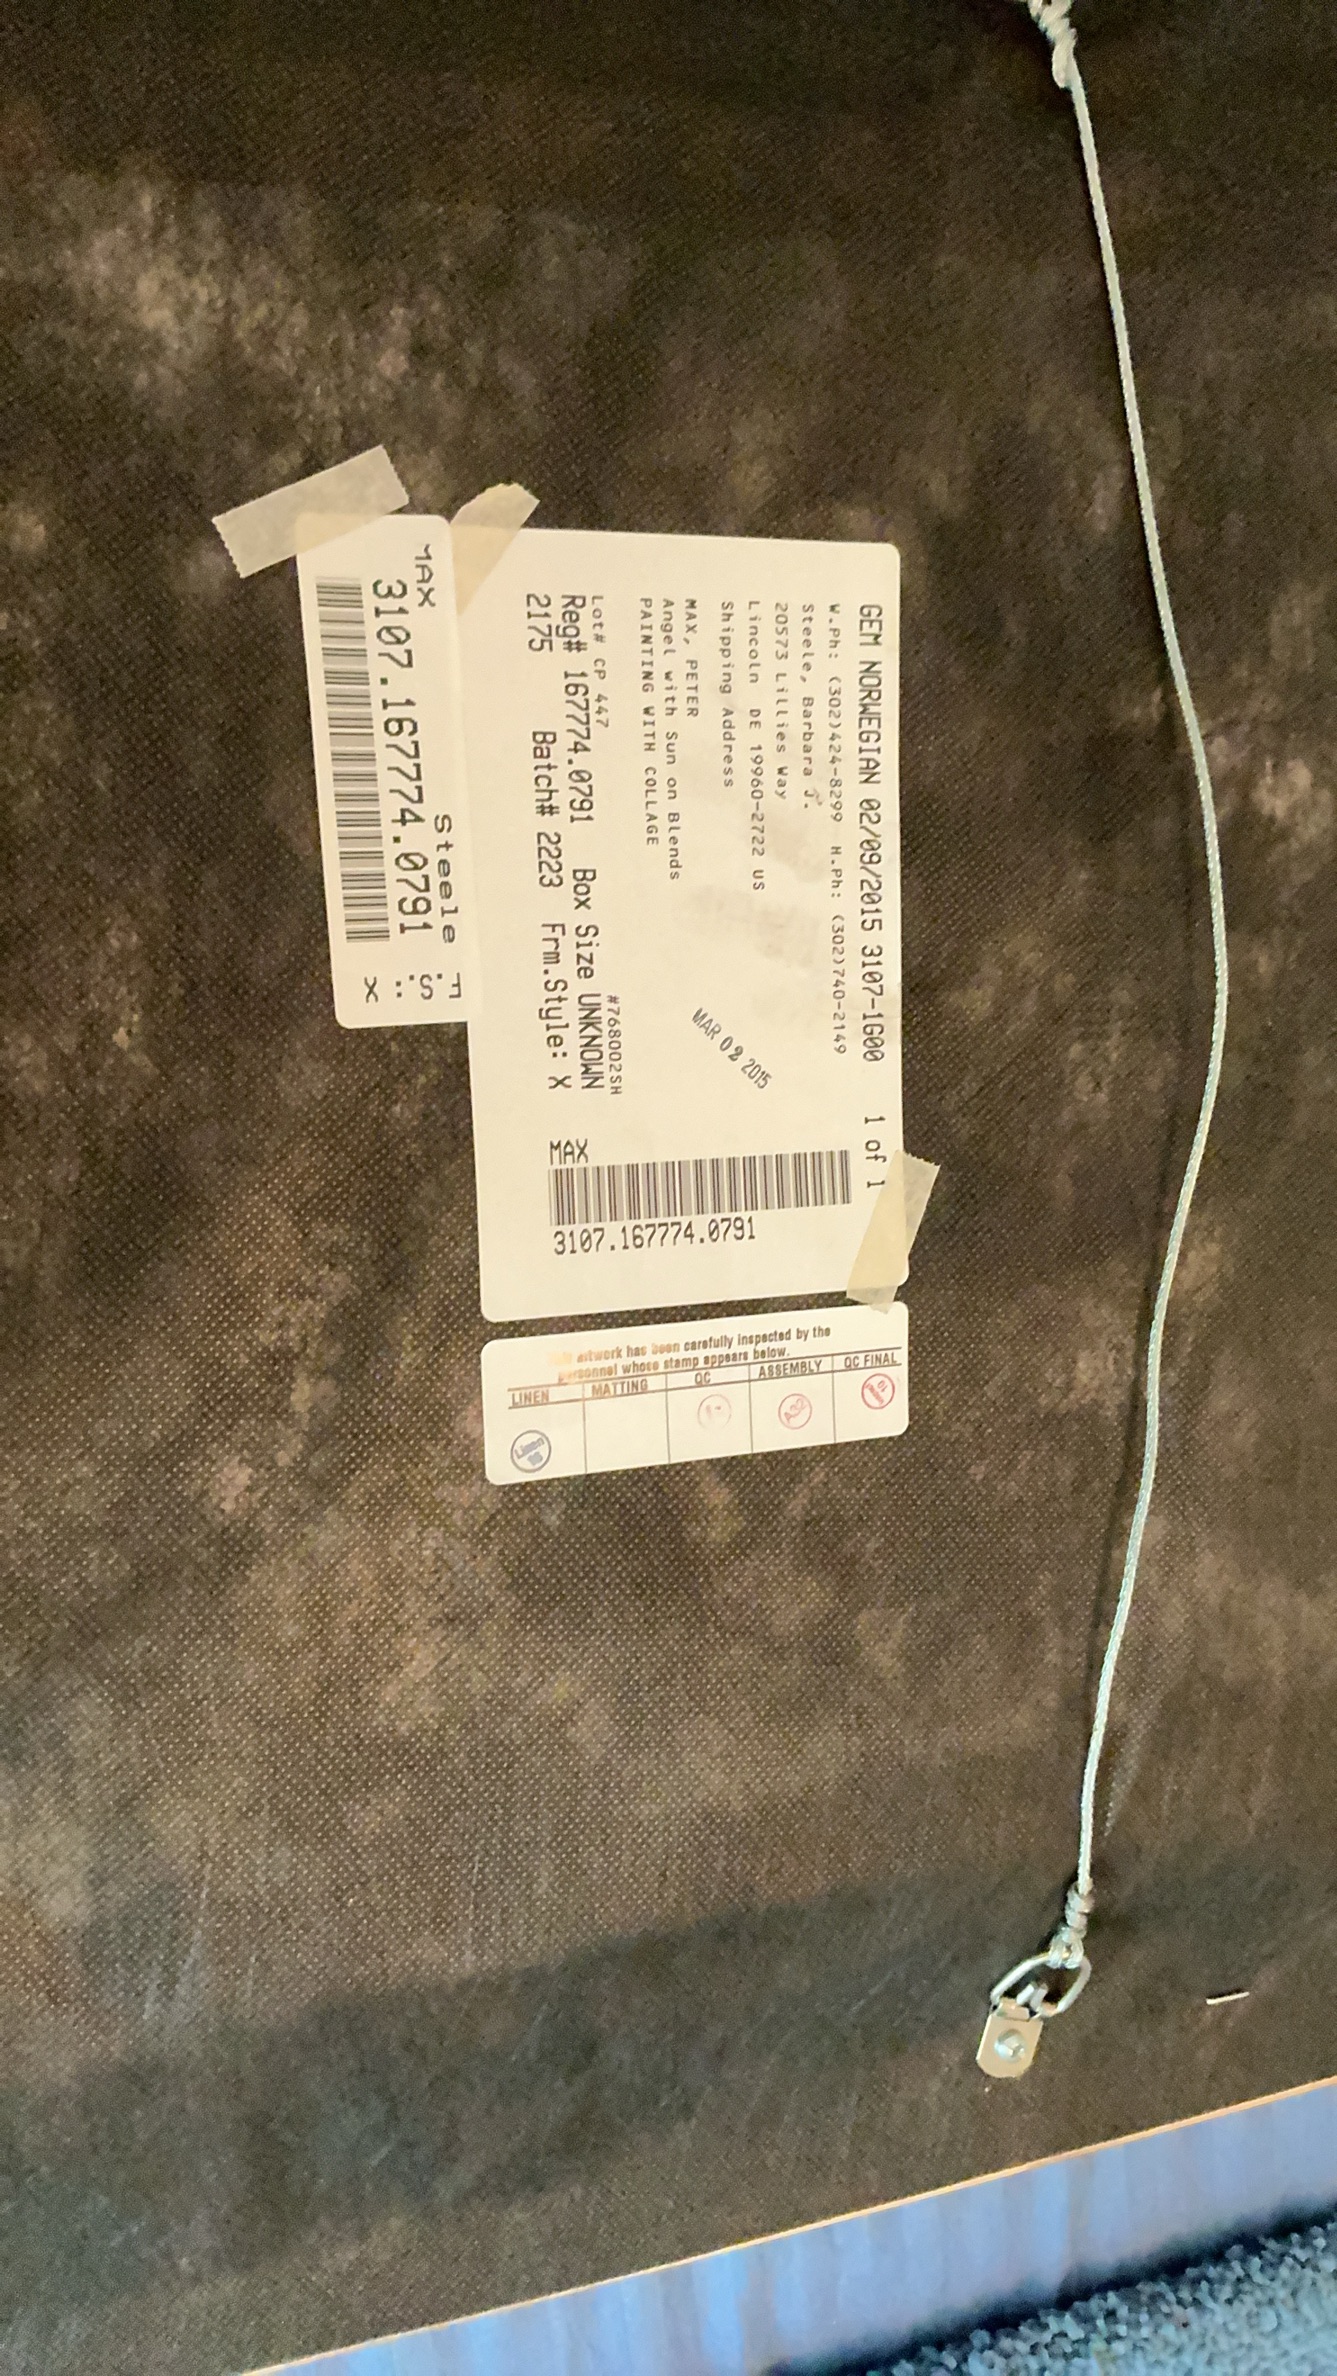 GEM NORWEGIAN 02/09/2015 3107-1G00 1 of 1
W.Ph: (302)424-8299 H.Ph: (302)740-2149
Steele, Barbara J.
20573 Lillies Way
Lincoln DE 19960-2722 US
Shipping Address
MAR 02 2015
MAX, PETER
Angel with Sun on Blends
PAINTING WITH COLLAGE
#768002SH
Lot# CP 447
Reg# 167774.0791 Box Size UNKNOWN
2175 Batch# 2223 Frm.Style: X
MAX
3107.167774.0791
MAX Steele
3107.167774.0791
X
artwork has been carefully inspected by the
personnel whose stamp appears below.
LINEN MATTING QC ASSEMBLY QC FINAL
A32